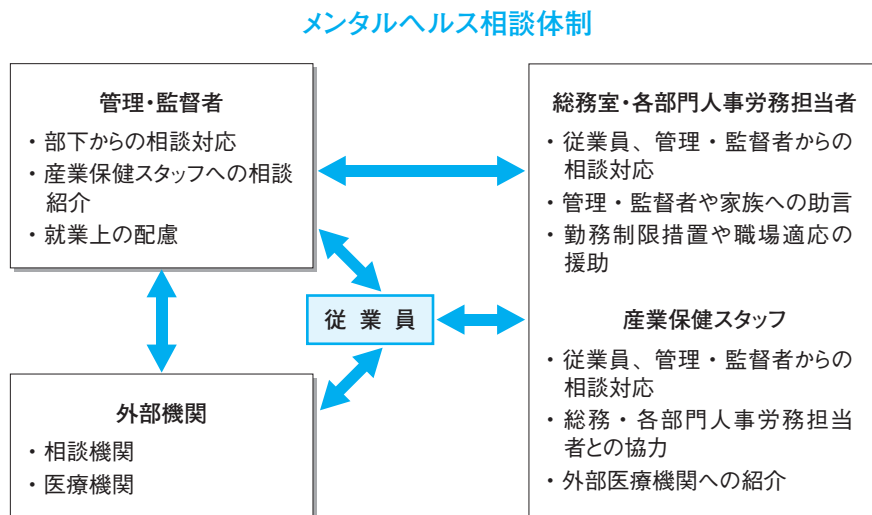 メンタルヘルス相談体制
管理・監督者
・部下からの相談対応
・産業保健スタッフへの相談
紹介
・就業上の配慮
総務室・各部門人事労務担当者
・従業員、管理・監督者からの
相談対応
・管理・監督者や家族への助言
・勤務制限措置や職場適応の
援助
従業員
産業保健スタッフ
・従業員、管理・監督者からの
相談対応
・総務・各部門人事労務担当
者との協力
・外部医療機関への紹介
外部機関
・相談機関
・医療機関